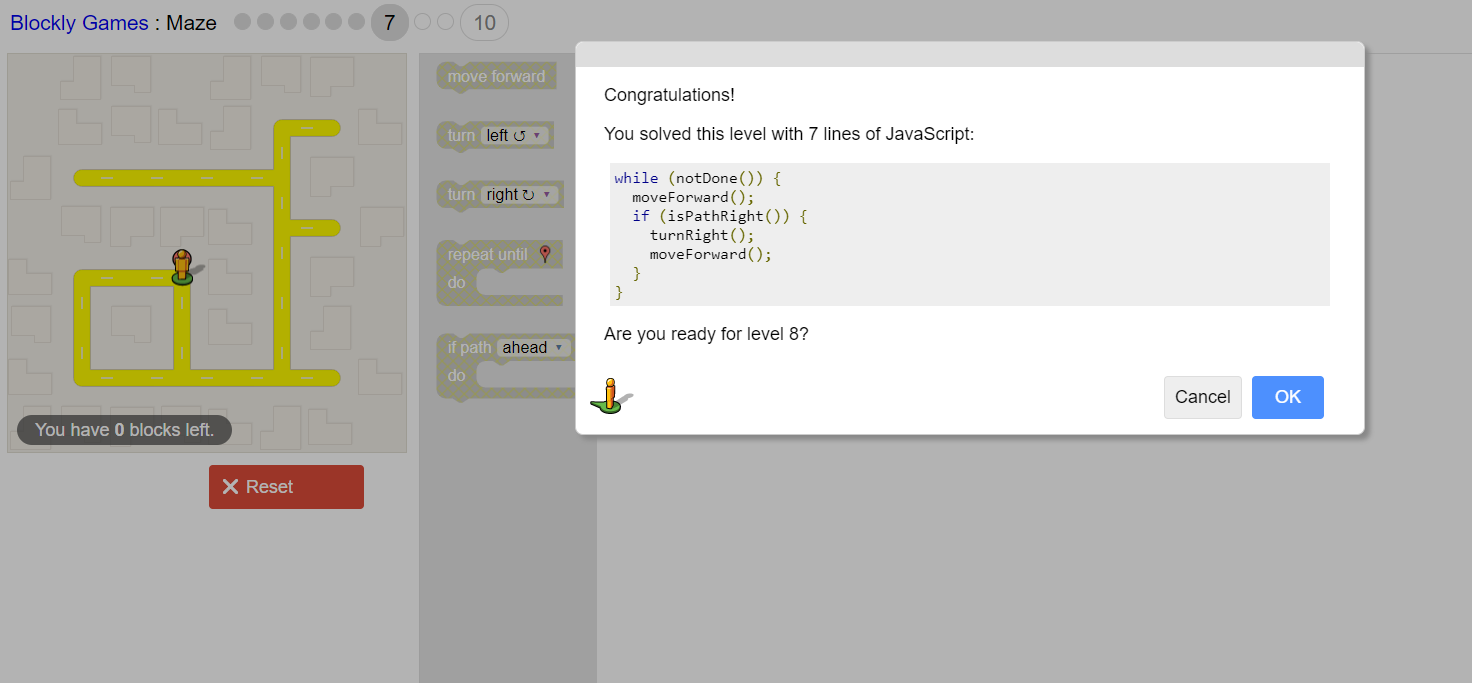 Blockly Games : Maze 7 10
move forward
turn left ↺ ▾
turn right ↻ ▾
repeat until
do
if path ahead ▾
do
You have 0 blocks left.
Reset
Congratulations!
You solved this level with 7 lines of JavaScript:
while (notDone()) {
  moveForward();
  if (isPathRight()) {
    turnRight();
    moveForward();
  }
}
Are you ready for level 8?
Cancel OK